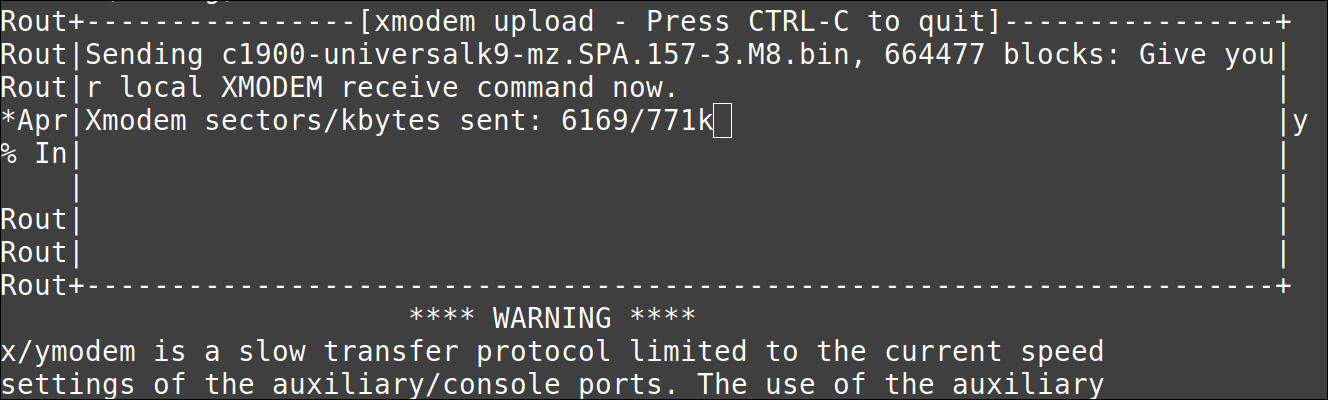 Rout+----------------[xmodem upload - Press CTRL-C to quit]----------------+
Rout|Sending c1900-universalk9-mz.SPA.157-3.M8.bin, 664477 blocks: Give you|
Rout|r local XMODEM receive command now.                                   |
*Apr|Xmodem sectors/kbytes sent: 6169/771k                                 |y
% In|                                                                      |
    |                                                                      |
Rout|                                                                      |
Rout|                                                                      |
Rout+----------------------------------------------------------------------+
                        **** WARNING ****
x/ymodem is a slow transfer protocol limited to the current speed
settings of the auxiliary/console ports. The use of the auxiliary